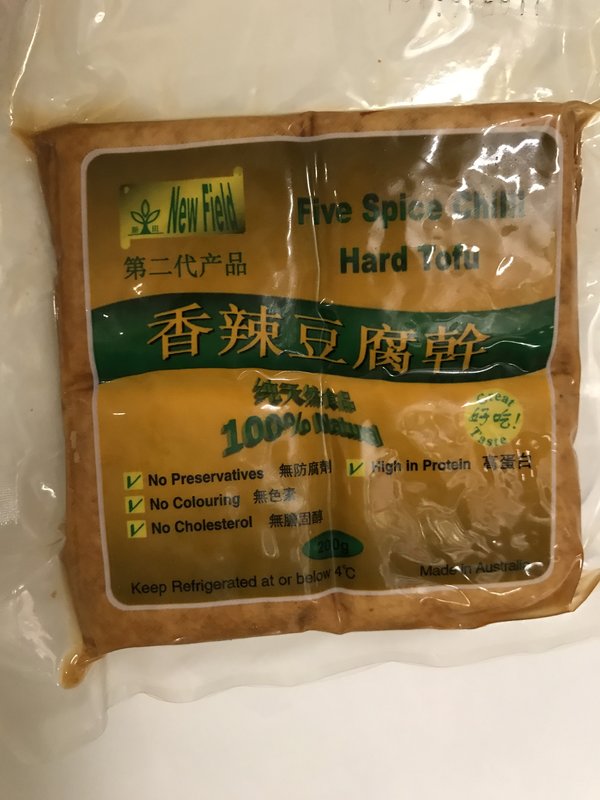 新田 New Field
第二代产品
Five Spice Chilli
Hard Tofu
香辣豆腐幹
纯天然食品
100% Natural
Great
好吃!
Taste
No Preservatives 無防腐劑
High in Protein 高蛋白
No Colouring 無色素
No Cholesterol 無膽固醇
200g
Keep Refrigerated at or below 4°C
Made in Australia